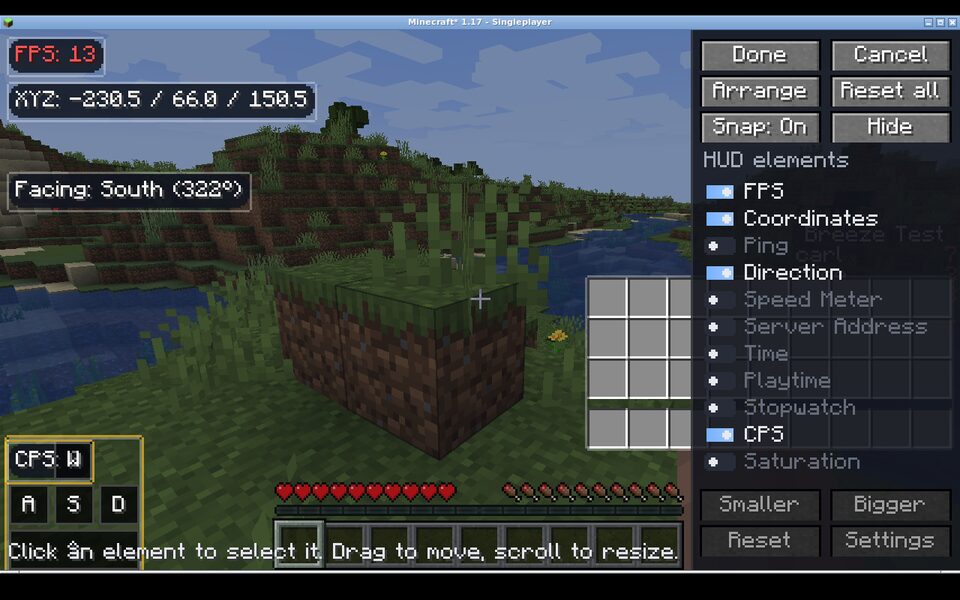 Minecraft* 1.17 - Singleplayer
FPS: 13
XYZ: -230.5 / 66.0 / 150.5
Facing: South (322°)
Done
Cancel
Arrange
Reset all
Snap: On
Hide
HUD elements
FPS
Coordinates
Ping
Direction
Speed Meter
Server Address
Time
Playtime
Stopwatch
CPS
Saturation
Smaller
Bigger
Reset
Settings
CPS W
A S D
Click an element to select it. Drag to move, scroll to resize.